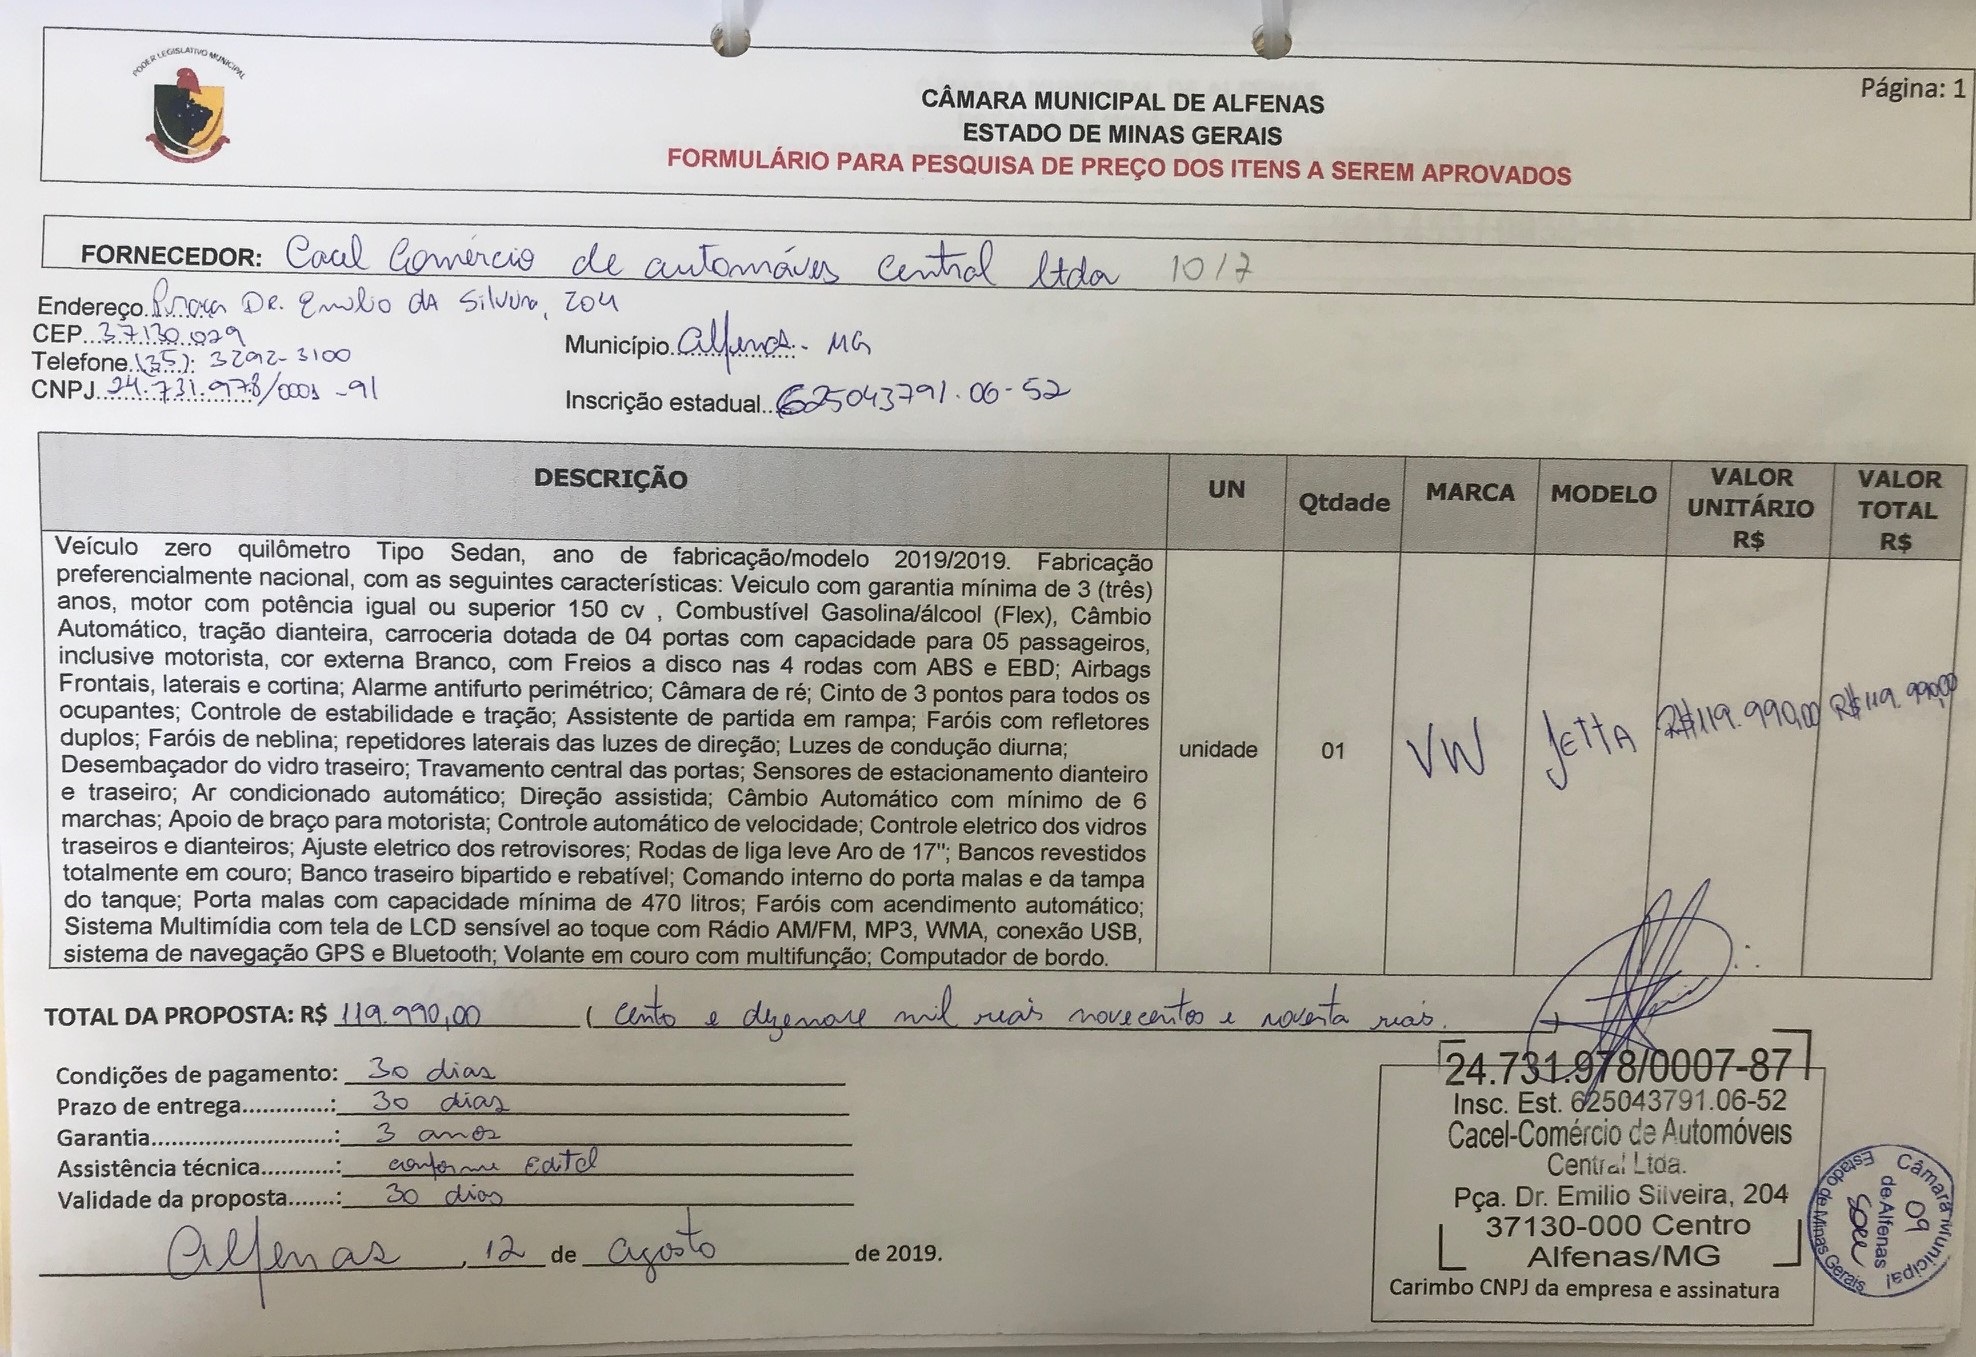 PODER LEGISLATIVO MUNICIPAL
Página: 1
CÂMARA MUNICIPAL DE ALFENAS
ESTADO DE MINAS GERAIS
FORMULÁRIO PARA PESQUISA DE PREÇO DOS ITENS A SEREM APROVADOS
FORNECEDOR: Cacel Comércio de automáves central ltda 10/7
Endereço. Praça DR. Emilio da Silveira, 204
CEP...37130.029
Município. Alfenas - MG
Telefone.(35): 3292-3100
CNPJ..24.731.978/0001-91
Inscrição estadual..625043791.06-52
DESCRIÇÃO UN Qtdade MARCA MODELO VALOR UNITÁRIO R$ VALOR TOTAL R$
Veículo zero quilômetro Tipo Sedan, ano de fabricação/modelo 2019/2019. Fabricação
preferencialmente nacional, com as seguintes características: Veiculo com garantia mínima de 3 (três)
anos, motor com potência igual ou superior 150 cv , Combustível Gasolina/álcool (Flex), Câmbio
Automático, tração dianteira, carroceria dotada de 04 portas com capacidade para 05 passageiros,
inclusive motorista, cor externa Branco, com Freios a disco nas 4 rodas com ABS e EBD; Airbags
Frontais, laterais e cortina; Alarme antifurto perimétrico; Câmara de ré; Cinto de 3 pontos para todos os
ocupantes; Controle de estabilidade e tração; Assistente de partida em rampa; Faróis com refletores
duplos; Faróis de neblina; repetidores laterais das luzes de direção; Luzes de condução diurna;
Desembaçador do vidro traseiro; Travamento central das portas; Sensores de estacionamento dianteiro
e traseiro; Ar condicionado automático; Direção assistida; Câmbio Automático com mínimo de 6
marchas; Apoio de braço para motorista; Controle automático de velocidade; Controle eletrico dos vidros
traseiros e dianteiros; Ajuste eletrico dos retrovisores; Rodas de liga leve Aro de 17"; Bancos revestidos
totalmente em couro; Banco traseiro bipartido e rebatível; Comando interno do porta malas e da tampa
do tanque; Porta malas com capacidade mínima de 470 litros; Faróis com acendimento automático;
Sistema Multimídia com tela de LCD sensível ao toque com Rádio AM/FM, MP3, WMA, conexão USB,
sistema de navegação GPS e Bluetooth; Volante em couro com multifunção; Computador de bordo.
unidade 01 VW JETTA R$119.990,00 R$119.990,00
TOTAL DA PROPOSTA: R$ 119.990,00 ( cento e dezenove mil reais novecentos e noventa reais.
Condições de pagamento: 30 dias
Prazo de entrega.............: 30 dias
Garantia............................: 3 anos
Assistência técnica............: conforme Edital
Validade da proposta.......: 30 dias
Alfenas, 12 de agosto de 2019.
24.731.978/0007-87
Insc. Est. 625043791.06-52
Cacel-Comércio de Automóveis
Central Ltda.
Pça. Dr. Emilio Silveira, 204
37130-000 Centro
Alfenas/MG
Carimbo CNPJ da empresa e assinatura
Câmara Municipal
09
de Alfenas
Estado de Minas Gerais